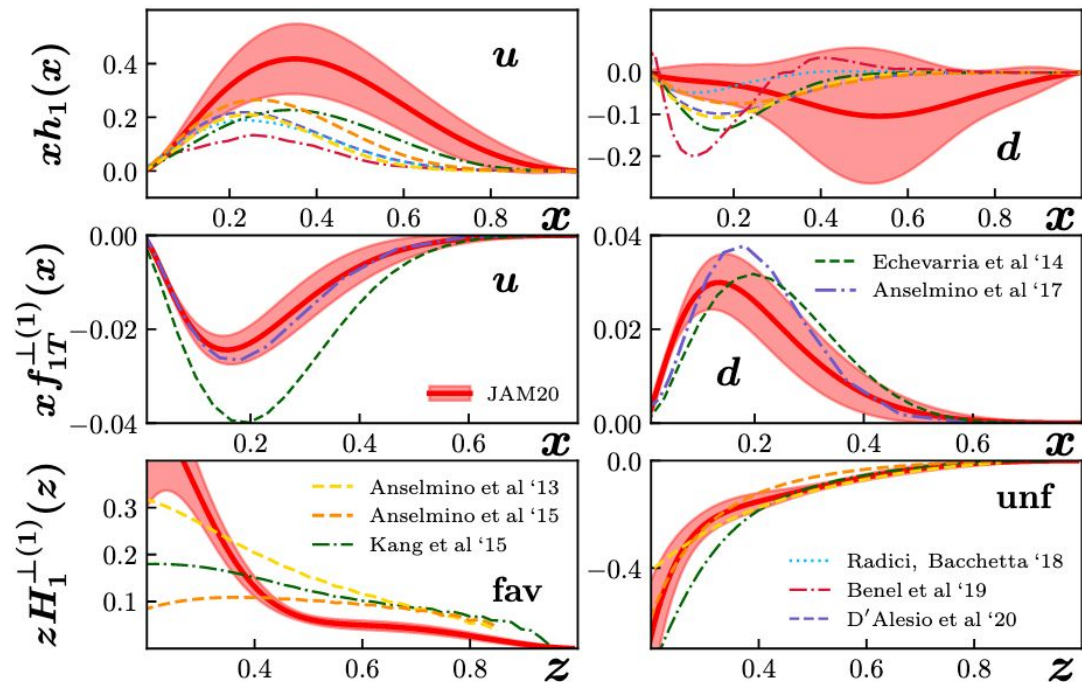 xh₁(x)
0.4
0.2
0.0
u
0.2 0.4 0.6 0.8 x
0.0
−0.1
−0.2
d
0.2 0.4 0.6 0.8 x
xf₁T⊥(1)(x)
0.00
−0.02
−0.04
u
JAM20
0.2 0.4 0.6 x
0.04
0.02
0.00
Echevarria et al ‘14
Anselmino et al ‘17
d
0.2 0.4 0.6 x
zH₁⊥(1)(z)
0.3
0.2
0.1
Anselmino et al ‘13
Anselmino et al ‘15
Kang et al ‘15
fav
0.4 0.6 0.8 z
0.0
−0.4
unf
Radici, Bacchetta ‘18
Benel et al ‘19
D′Alesio et al ‘20
0.4 0.6 0.8 z